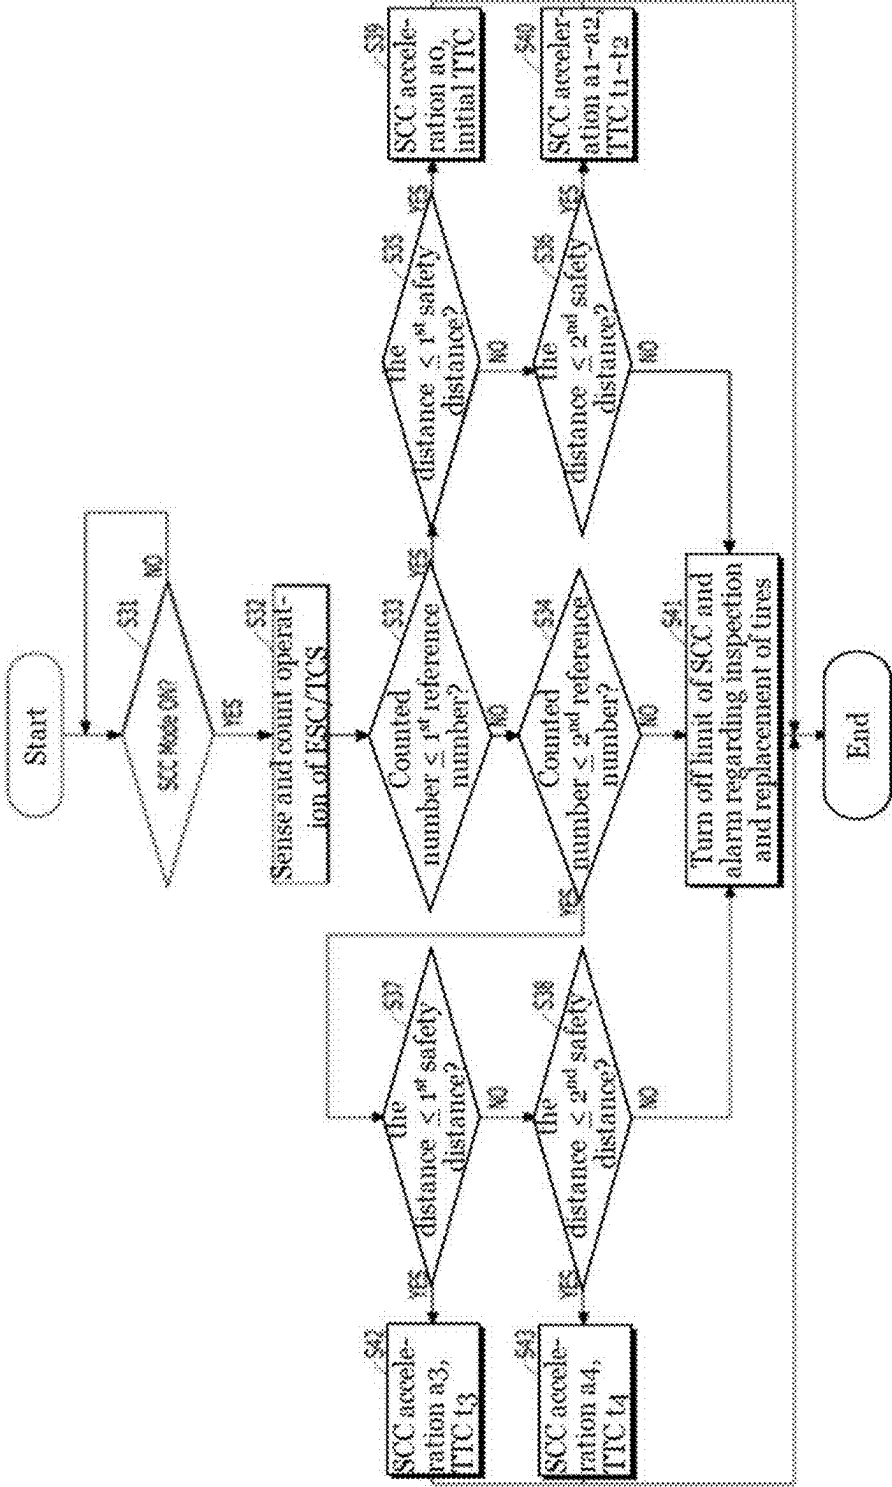 Start
S31
SCC Mode ON?
NO
YES
S32
Sense and count operat-
ion of ESC/TCS
S33
Counted
number ≤ 1st reference
number?
YES
NO
S34
Counted
number ≤ 2nd reference
number?
YES
NO
S35
the
distance ≤ 1st safety
distance?
YES
NO
S36
the
distance ≤ 2nd safety
distance?
YES
NO
S37
the
distance ≤ 1st safety
distance?
YES
NO
S38
the
distance ≤ 2nd safety
distance?
YES
NO
S39
SCC accele-
ration a0,
initial TTC
S40
SCC acceler-
ation a1~a2,
TTC t1~t2
S41
Turn off limit of SCC and
alarm regarding inspection
and replacement of tires
S42
SCC accele-
ration a3,
TTC t3
S43
SCC accele-
ration a4,
TTC t4
End